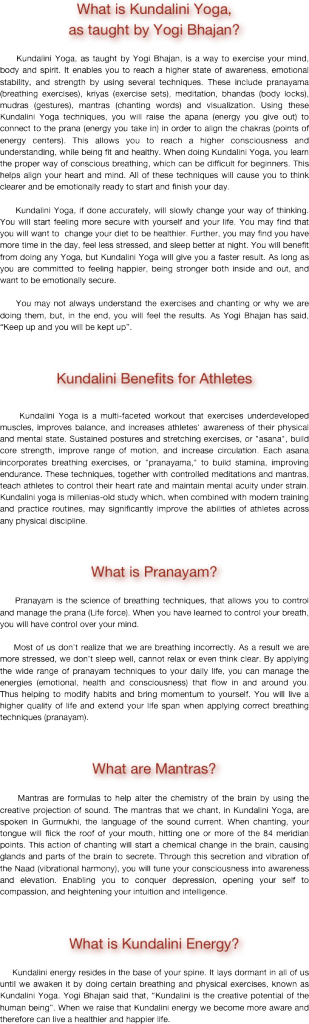 What is Kundalini Yoga,
as taught by Yogi Bhajan?
Kundalini Yoga, as taught by Yogi Bhajan, is a way to exercise your mind,
body and spirit. It enables you to reach a higher state of awareness, emotional
stability, and strength by using several techniques. These include pranayama
(breathing exercises), kriyas (exercise sets), meditation, bhandas (body locks),
mudras (gestures), mantras (chanting words) and visualization. Using these
Kundalini Yoga techniques, you will raise the apana (energy you give out) to
connect to the prana (energy you take in) in order to align the chakras (points of
energy centers). This allows you to reach a higher consciousness and
understanding, while being fit and healthy. When doing Kundalini Yoga, you learn
the proper way of conscious breathing, which can be difficult for beginners. This
helps align your heart and mind. All of these techniques will cause you to think
clearer and be emotionally ready to start and finish your day.
Kundalini Yoga, if done accurately, will slowly change your way of thinking.
You will start feeling more secure with yourself and your life. You may find that
you will want to change your diet to be healthier. Further, you may find you have
more time in the day, feel less stressed, and sleep better at night. You will benefit
from doing any Yoga, but Kundalini Yoga will give you a faster result. As long as
you are committed to feeling happier, being stronger both inside and out, and
want to be emotionally secure.
You may not always understand the exercises and chanting or why we are
doing them, but, in the end, you will feel the results. As Yogi Bhajan has said,
“Keep up and you will be kept up”.
Kundalini Benefits for Athletes
Kundalini Yoga is a multi-faceted workout that exercises underdeveloped
muscles, improves balance, and increases athletes' awareness of their physical
and mental state. Sustained postures and stretching exercises, or "asana", build
core strength, improve range of motion, and increase circulation. Each asana
incorporates breathing exercises, or "pranayama," to build stamina, improving
endurance. These techniques, together with controlled meditations and mantras,
teach athletes to control their heart rate and maintain mental acuity under strain.
Kundalini yoga is millenias-old study which, when combined with modern training
and practice routines, may significantly improve the abilities of athletes across
any physical discipline.
What is Pranayam?
Pranayam is the science of breathing techniques, that allows you to control
and manage the prana (Life force). When you have learned to control your breath,
you will have control over your mind.
Most of us don't realize that we are breathing incorrectly. As a result we are
more stressed, we don't sleep well, cannot relax or even think clear. By applying
the wide range of pranayam techniques to your daily life, you can manage the
energies (emotional, health and consciousness) that flow in and around you.
Thus helping to modify habits and bring momentum to yourself. You will live a
higher quality of life and extend your life span when applying correct breathing
techniques (pranayam).
What are Mantras?
Mantras are formulas to help alter the chemistry of the brain by using the
creative projection of sound. The mantras that we chant, in Kundalini Yoga, are
spoken in Gurmukhi, the language of the sound current. When chanting, your
tongue will flick the roof of your mouth, hitting one or more of the 84 meridian
points. This action of chanting will start a chemical change in the brain, causing
glands and parts of the brain to secrete. Through this secretion and vibration of
the Naad (vibrational harmony), you will tune your consciousness into awareness
and elevation. Enabling you to conquer depression, opening your self to
compassion, and heightening your intuition and intelligence.
What is Kundalini Energy?
Kundalini energy resides in the base of your spine. It lays dormant in all of us
until we awaken it by doing certain breathing and physical exercises, known as
Kundalini Yoga. Yogi Bhajan said that, "Kundalini is the creative potential of the
human being". When we raise that Kundalini energy we become more aware and
therefore can live a healthier and happier life.